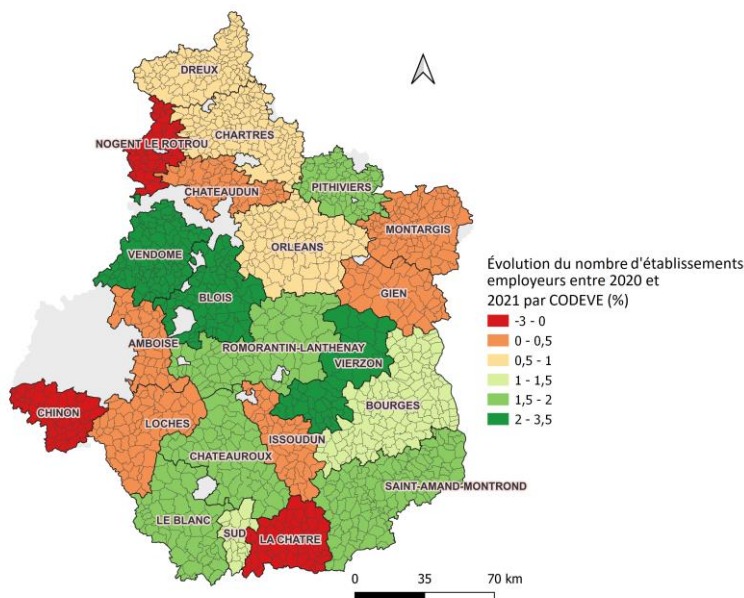 DREUX
CHARTRES
NOGENT LE ROTROU
CHATEAUDUN
PITHIVIERS
MONTARGIS
ORLEANS
VENDOME
GIEN
BLOIS
AMBOISE
ROMORANTIN-LANTHENAY
VIERZON
BOURGES
CHINON
LOCHES
ISSOUDUN
CHATEAUROUX
SAINT-AMAND-MONTROND
LE BLANC
SUD
LA CHATRE
Évolution du nombre d'établissements
employeurs entre 2020 et
2021 par CODEVE (%)
-3 - 0
0 - 0,5
0,5 - 1
1 - 1,5
1,5 - 2
2 - 3,5
0 35 70 km